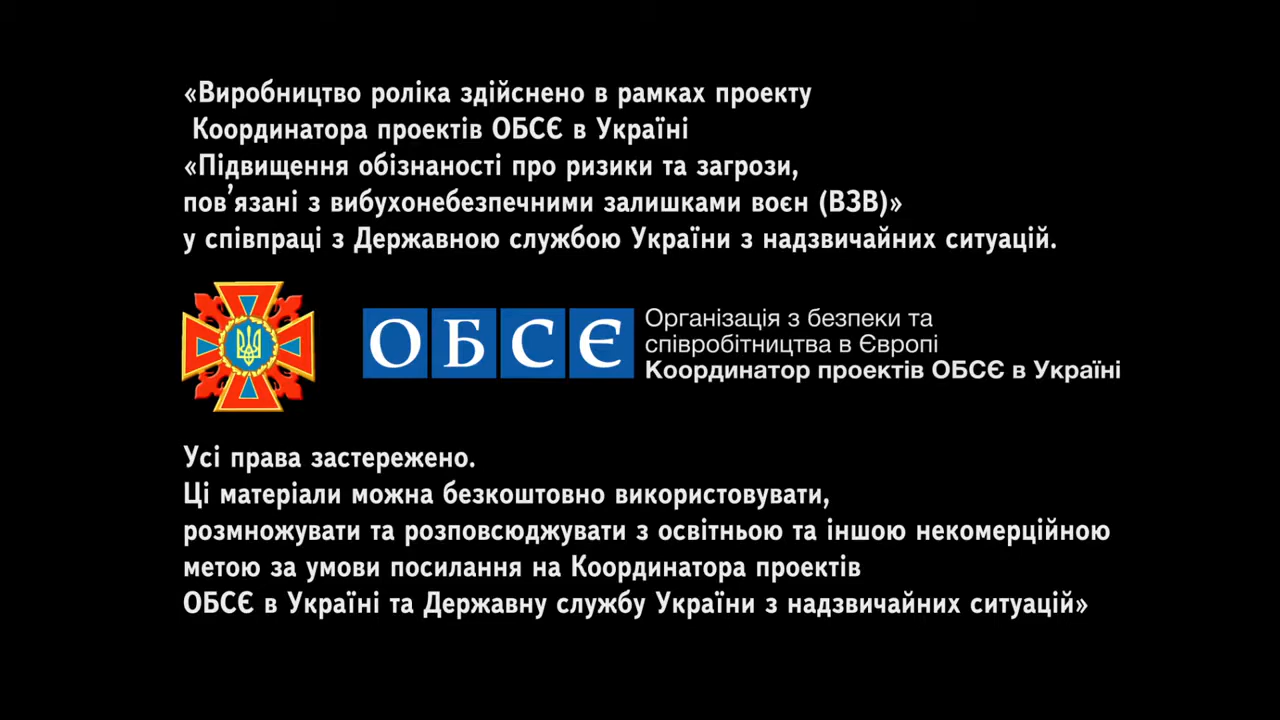 «Виробництво роліка здійснено в рамках проекту
Координатора проектів ОБСЄ в Україні
«Підвищення обізнаності про ризики та загрози,
пов’язані з вибухонебезпечними залишками воєн (ВЗВ)»
у співпраці з Державною службою України з надзвичайних ситуацій.
ОБСЄ
Організація з безпеки та
співробітництва в Європі
Координатор проектів ОБСЄ в Україні
Усі права застережено.
Ці матеріали можна безкоштовно використовувати,
розмножувати та розповсюджувати з освітньою та іншою некомерційною
метою за умови посилання на Координатора проектів
ОБСЄ в Україні та Державну службу України з надзвичайних ситуацій»